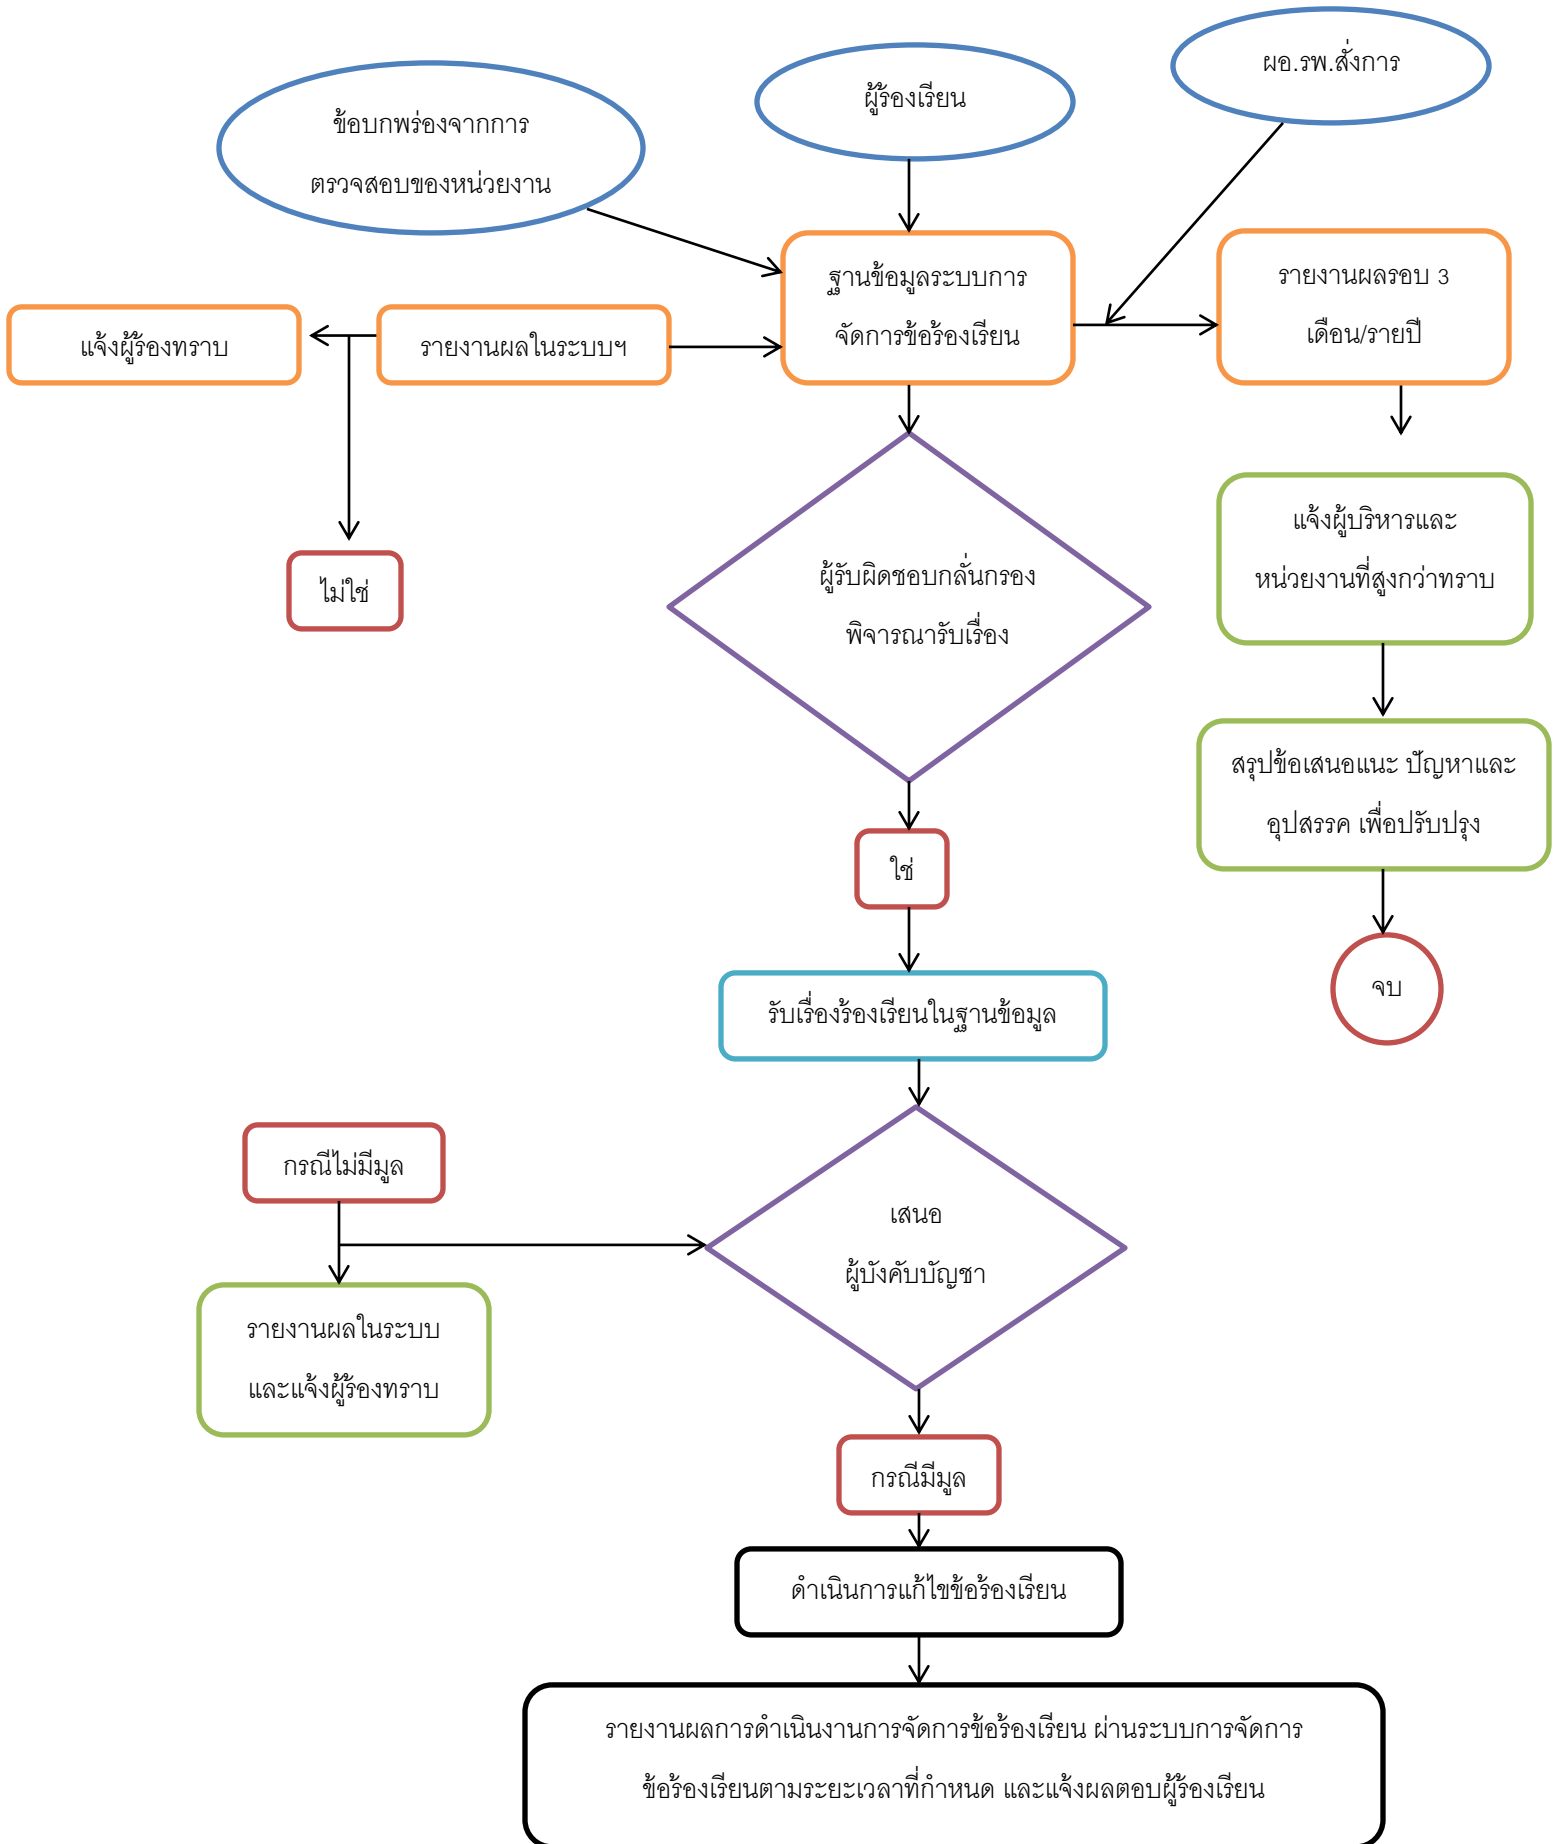 ผอ.รพ.สั่งการ
ผู้ร้องเรียน
ข้อบกพร่องจากการ
ตรวจสอบของหน่วยงาน
ฐานข้อมูลระบบการ
จัดการข้อร้องเรียน
รายงานผลรอบ 3
เดือน/รายปี
แจ้งผู้ร้องทราบ
รายงานผลในระบบฯ
แจ้งผู้บริหารและ
หน่วยงานที่สูงกว่าทราบ
ไม่ใช่
ผู้รับผิดชอบกลั่นกรอง
พิจารณารับเรื่อง
สรุปข้อเสนอแนะ ปัญหาและ
อุปสรรค เพื่อปรับปรุง
ใช่
จบ
รับเรื่องร้องเรียนในฐานข้อมูล
กรณีไม่มีมูล
เสนอ
ผู้บังคับบัญชา
รายงานผลในระบบ
และแจ้งผู้ร้องทราบ
กรณีมีมูล
ดำเนินการแก้ไขข้อร้องเรียน
รายงานผลการดำเนินงานการจัดการข้อร้องเรียน ผ่านระบบการจัดการ
ข้อร้องเรียนตามระยะเวลาที่กำหนด และแจ้งผลตอบผู้ร้องเรียน